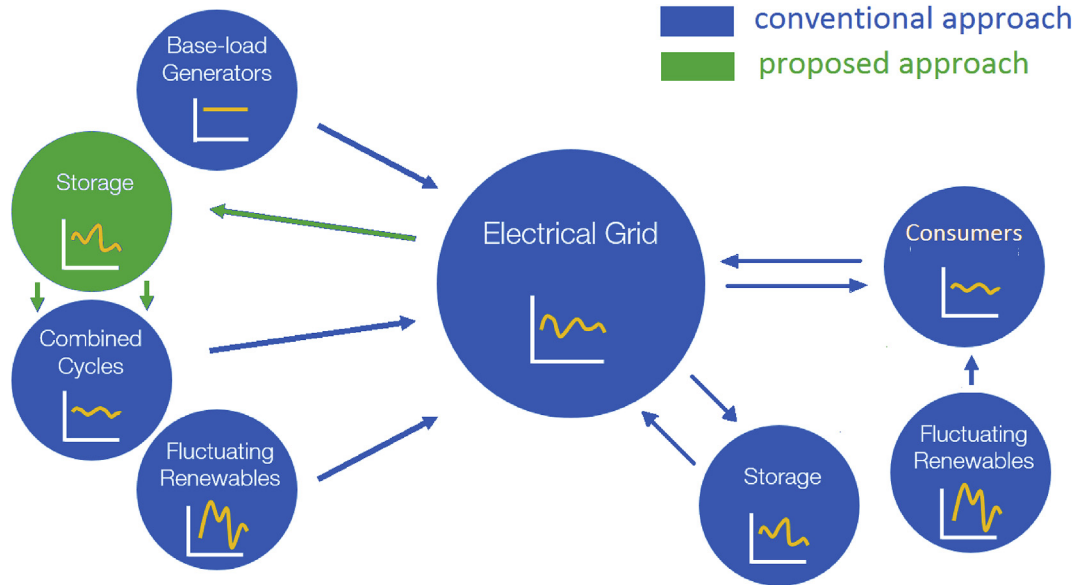 conventional approach
proposed approach
Base-load
Generators
Storage
Electrical Grid
Consumers
Combined
Cycles
Fluctuating
Renewables
Storage
Fluctuating
Renewables